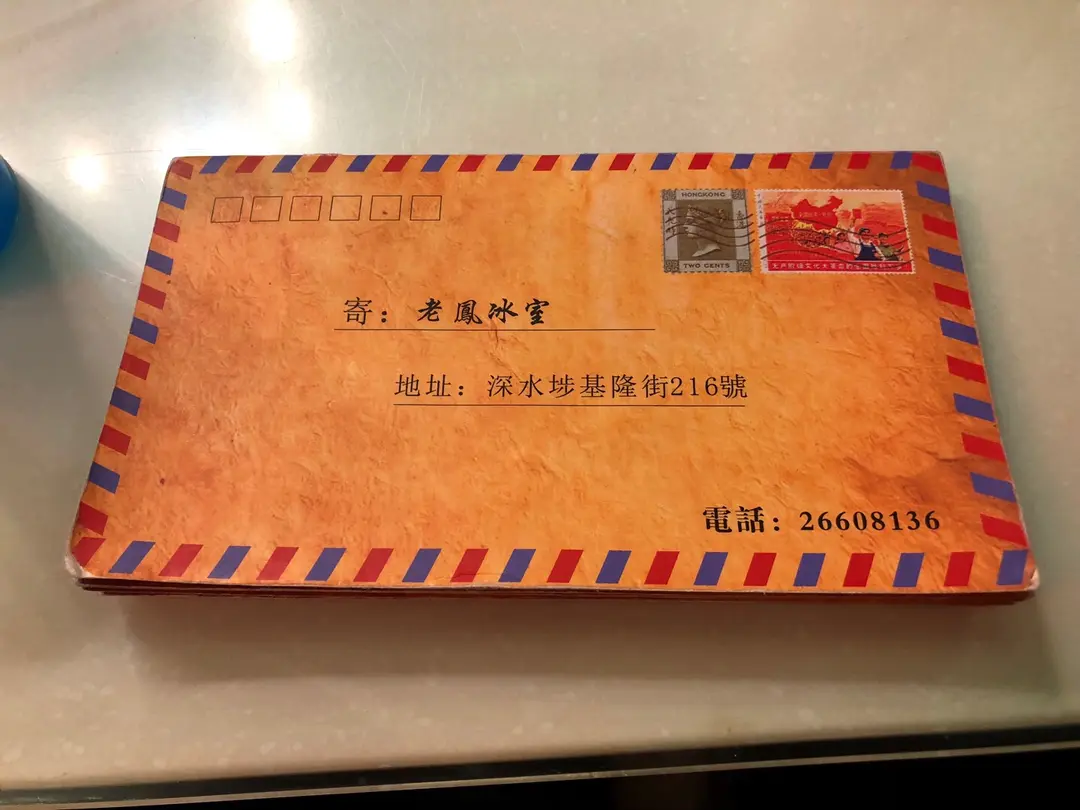 HONGKONG
TWO CENTS
寄：老鳳冰室
地址：深水埗基隆街216號
電話：26608136